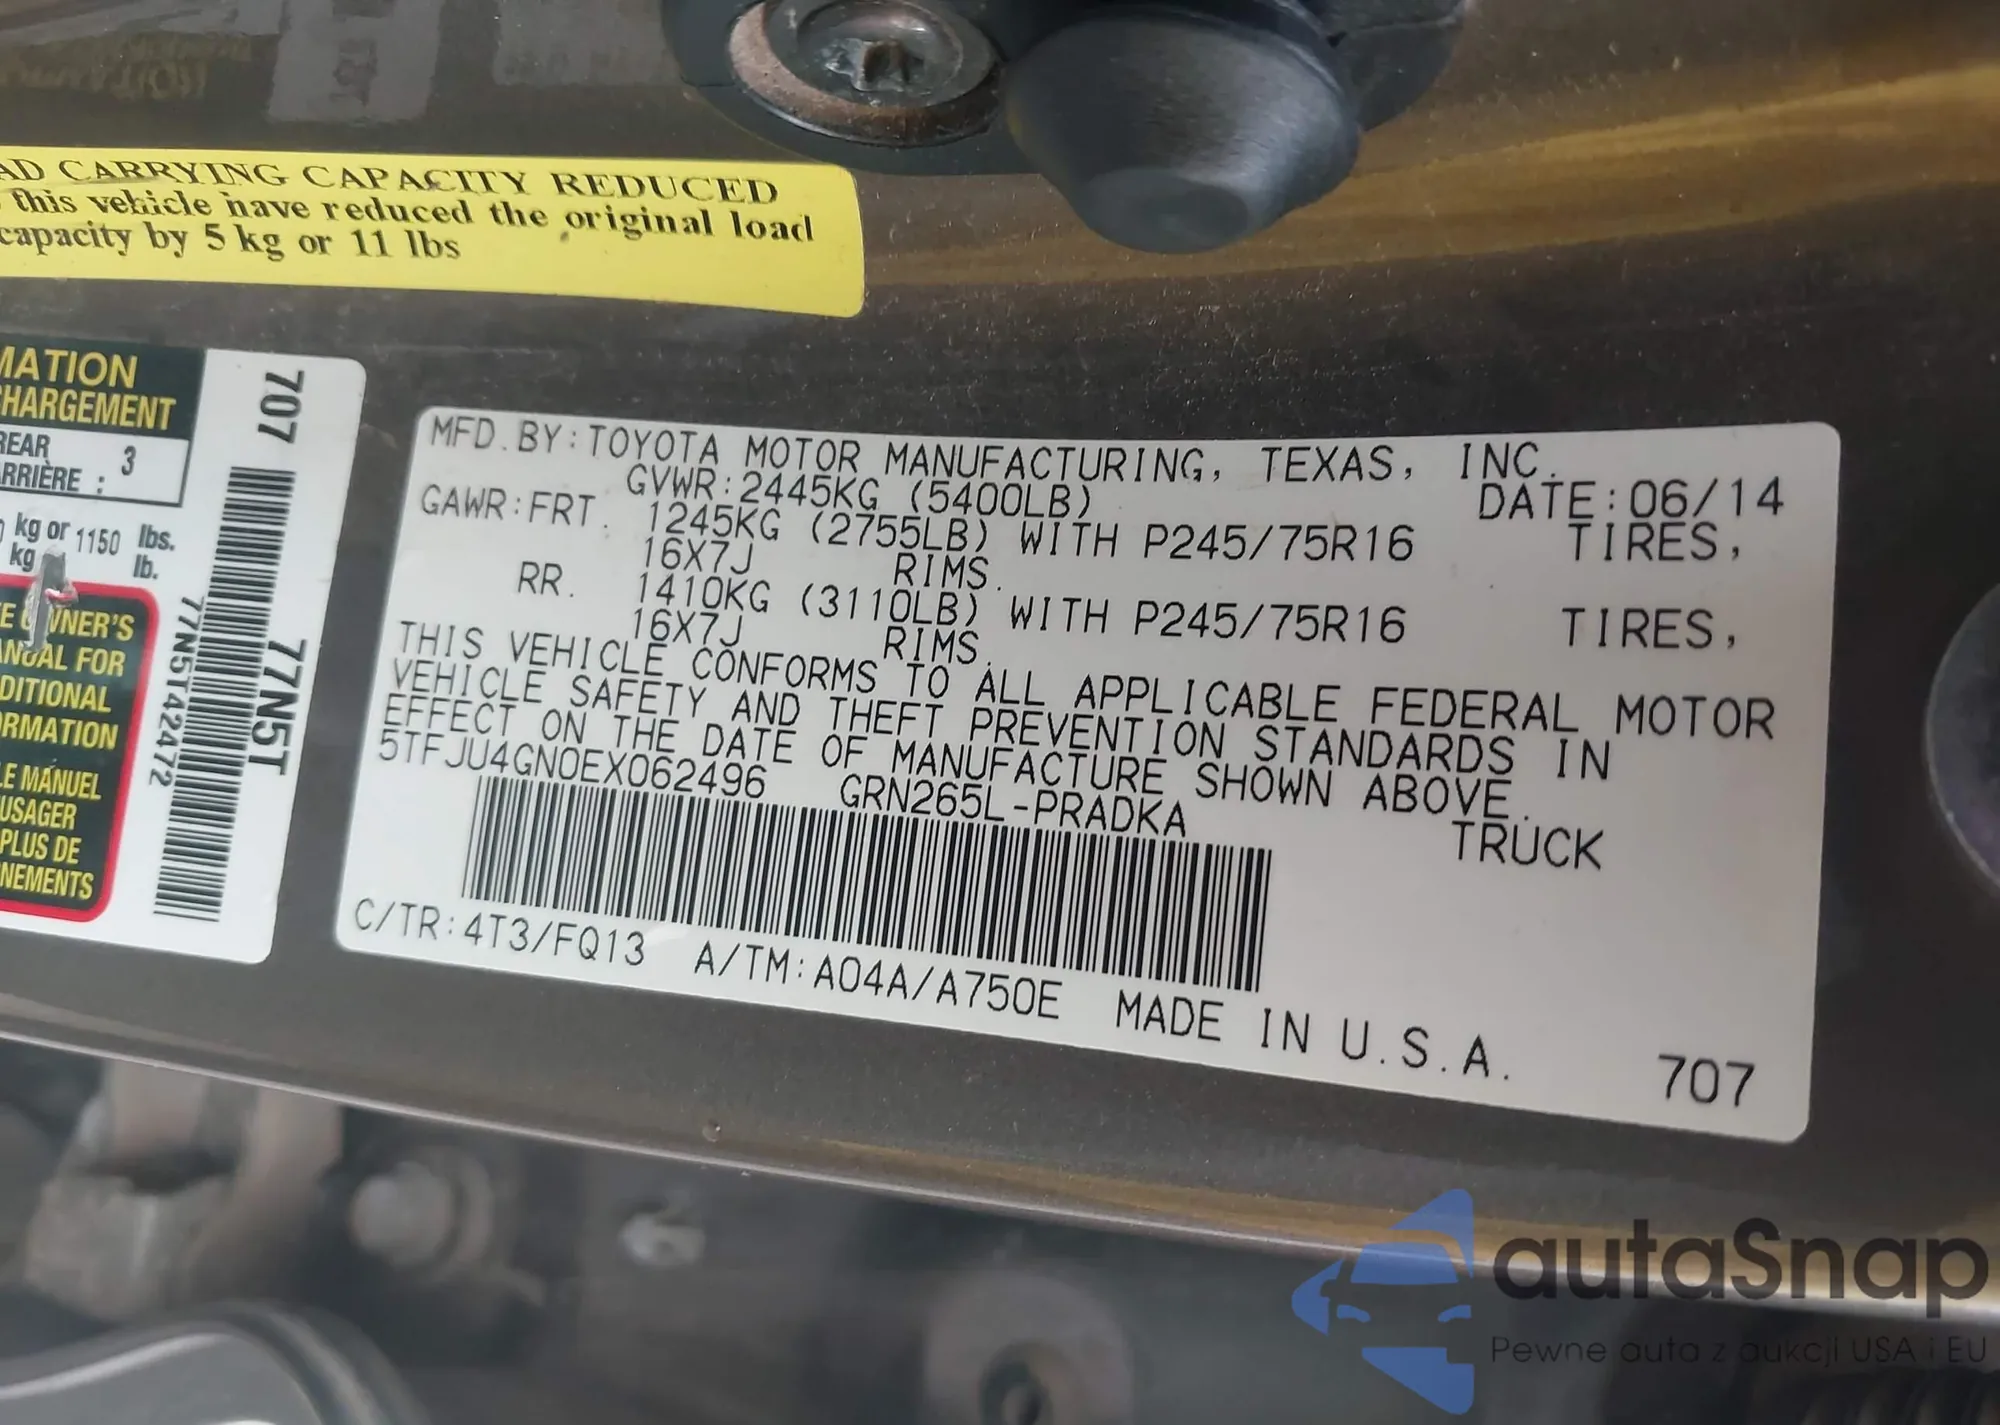 AD CARRYING CAPACITY REDUCED
this vehicle have reduced the original load
capacity by 5 kg or 11 lbs
MATION
HARGEMENT
REAR
ARRIÈRE : 3
kg or 1150 lbs.
kg lb.
OWNER'S
ANUAL FOR
DITIONAL
ORMATION
LE MANUEL
USAGER
PLUS DE
NEMENTS
707
77N5T
77N5T42472
MFD.BY:TOYOTA MOTOR MANUFACTURING, TEXAS, INC.
GVWR:2445KG (5400LB) DATE:06/14
GAWR:FRT. 1245KG (2755LB) WITH P245/75R16 TIRES,
16X7J RIMS.
RR. 1410KG (3110LB) WITH P245/75R16 TIRES,
16X7J RIMS.
THIS VEHICLE CONFORMS TO ALL APPLICABLE FEDERAL MOTOR
VEHICLE SAFETY AND THEFT PREVENTION STANDARDS IN
EFFECT ON THE DATE OF MANUFACTURE SHOWN ABOVE.
5TFJU4GN0EX062496 GRN265L-PRADKA TRUCK
C/TR:4T3/FQ13 A/TM:A04A/A750E MADE IN U.S.A.
707
autaSnap
Pewne auta z aukcji USA i EU